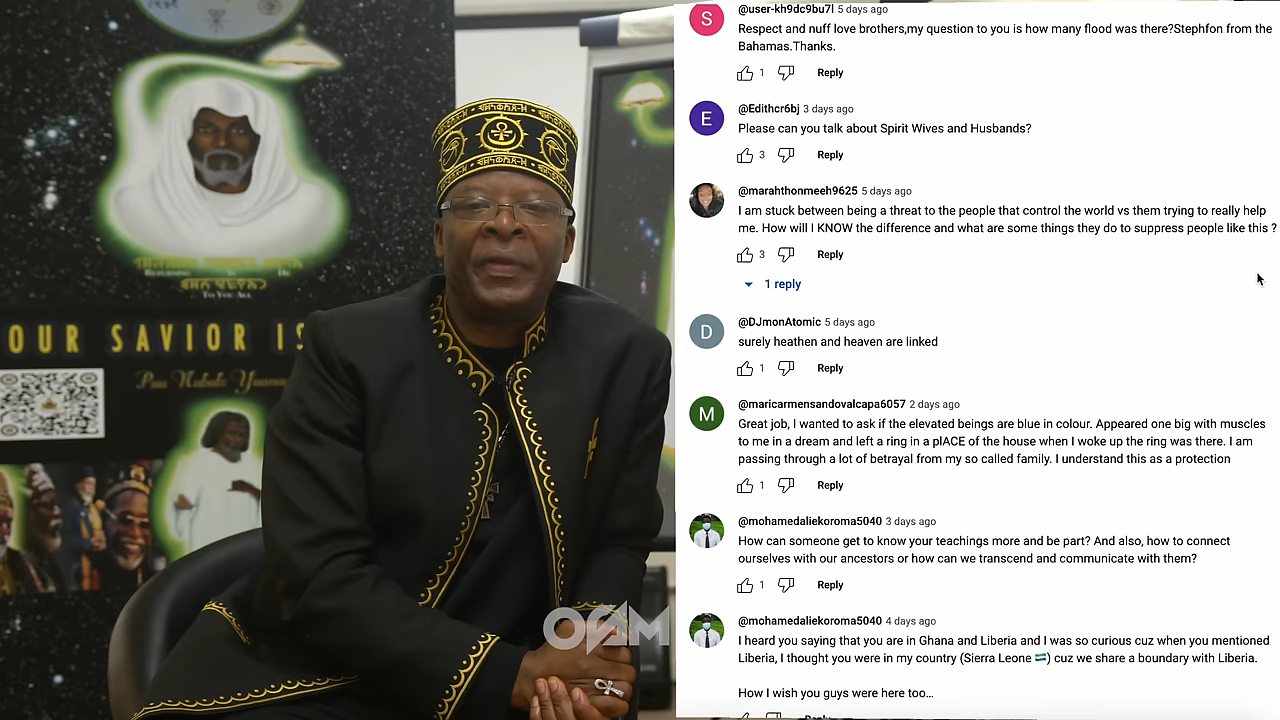 OUR SAVIOR IS
RETURNING IS HE
TO YOU ALL
Paa Nabab Yaanuun
OSAM
@user-kh9dc9bu7l 5 days ago
Respect and nuff love brothers,my question to you is how many flood was there?Stephfon from the
Bahamas.Thanks.
1 Reply
@Edithcr6bj 3 days ago
Please can you talk about Spirit Wives and Husbands?
3 Reply
@marahthonmeeh9625 5 days ago
I am stuck between being a threat to the people that control the world vs them trying to really help
me. How will I KNOW the difference and what are some things they do to suppress people like this ?
3 Reply
1 reply
@DJmonAtomic 5 days ago
surely heathen and heaven are linked
1 Reply
@maricarmensandovalcapa6057 2 days ago
Great job, I wanted to ask if the elevated beings are blue in colour. Appeared one big with muscles
to me in a dream and left a ring in a plACE of the house when I woke up the ring was there. I am
passing through a lot of betrayal from my so called family. I understand this as a protection
1 Reply
@mohamedaliekoroma5040 3 days ago
How can someone get to know your teachings more and be part? And also, how to connect
ourselves with our ancestors or how can we transcend and communicate with them?
1 Reply
@mohamedaliekoroma5040 4 days ago
I heard you saying that you are in Ghana and Liberia and I was so curious cuz when you mentioned
Liberia, I thought you were in my country (Sierra Leone 🇸🇱) cuz we share a boundary with Liberia.
How I wish you guys were here too...
Reply